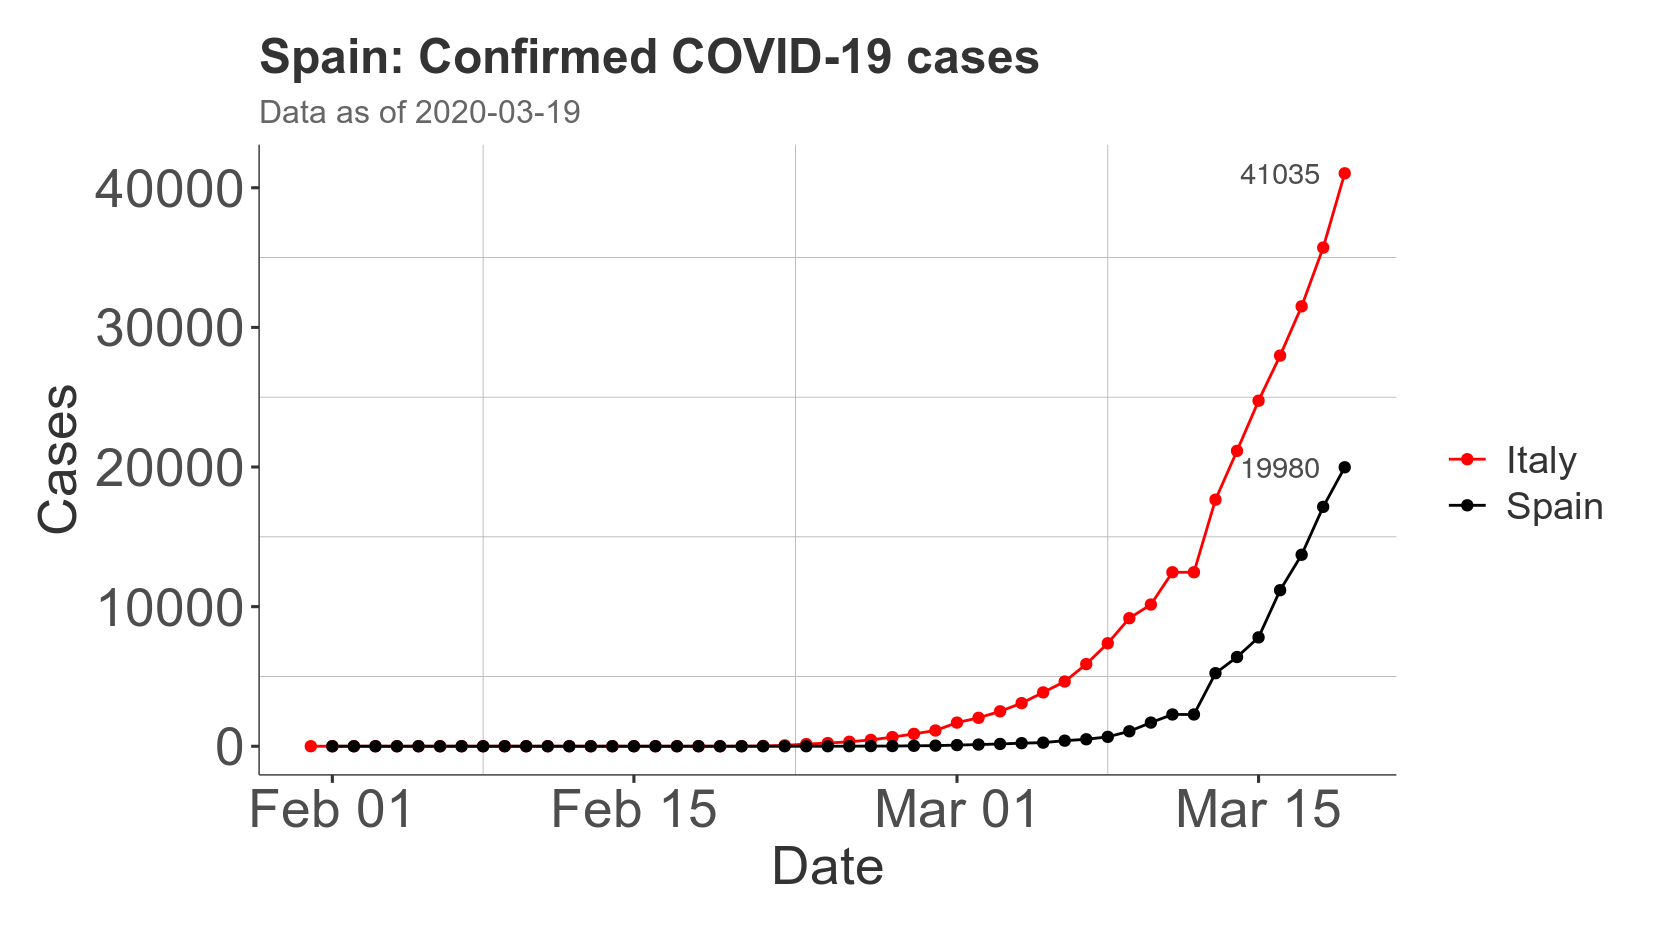 Spain: Confirmed COVID-19 cases
Data as of 2020-03-19
40000
30000
20000
10000
0
Cases
41035
19980
Italy
Spain
Feb 01
Feb 15
Mar 01
Mar 15
Date